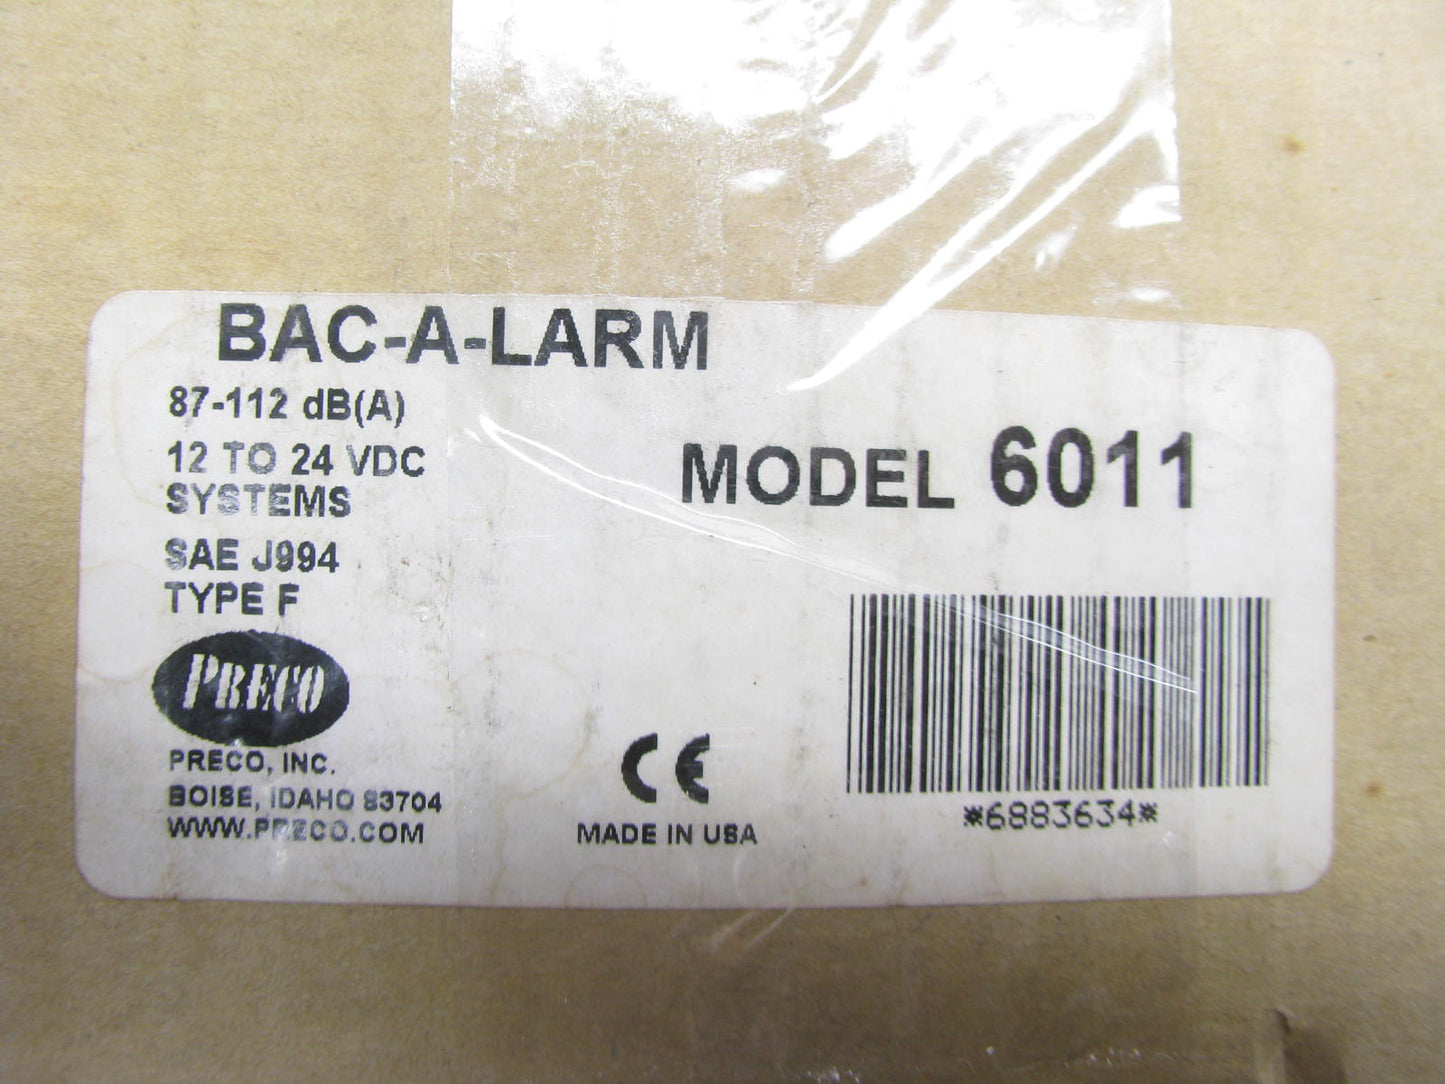 BAC-A-LARM
87-112 dB(A)
12 TO 24 VDC
SYSTEMS
SAE J994
TYPE F
MODEL 6011
PRECO
PRECO, INC.
BOISE, IDAHO 83704
WWW.PRECO.COM
CE
MADE IN USA
*6883634*